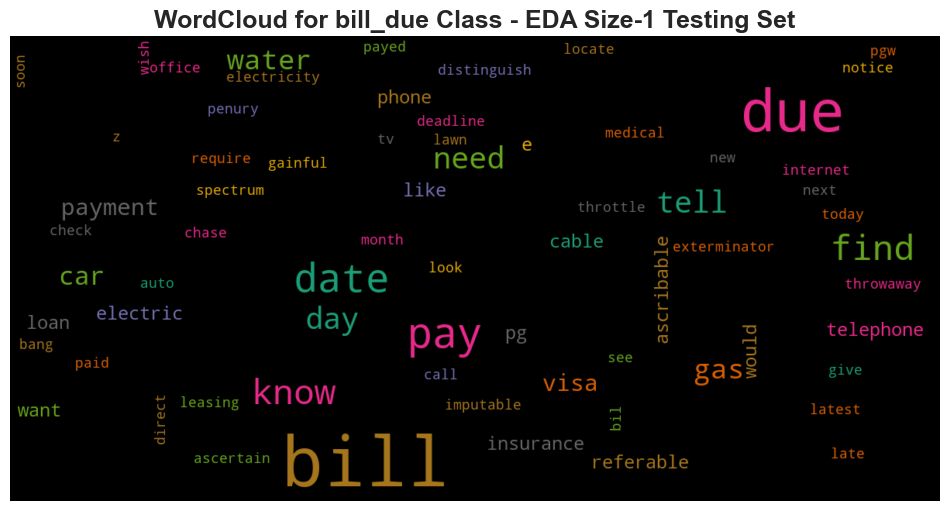 WordCloud for bill_due Class - EDA Size-1 Testing Set
soon
wish
office
water
electricity
payed
locate
distinguish
pgw
notice
penury
phone
due
z
deadline
tv
lawn
need
e
medical
require
gainful
new
internet
spectrum
like
throttle
tell
next
payment
today
check
chase
month
cable
ascribable
exterminator
find
car
auto
date
look
throwaway
loan
electric
day
pay
pg
would
telephone
bang
paid
see
gas
give
call
visa
know
want
direct
leasing
imputable
bil
latest
ascertain
bill
insurance
referable
late